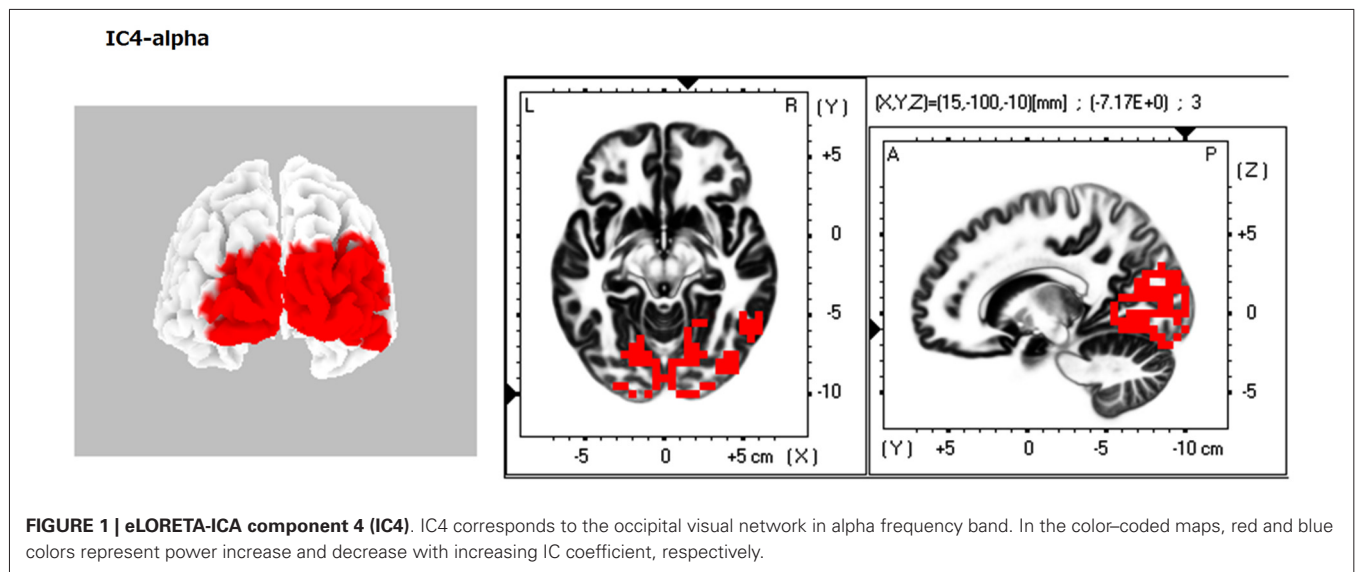 IC4-alpha
L R (Y)
+5
0
-5
-10
-5 0 +5 cm (X)
(X,Y,Z)=(15,-100,-10)[mm] ; (-7.17E+0) ; 3
A P (Z)
+5
0
-5
(Y) +5 0 -5 -10 cm
FIGURE 1 | eLORETA-ICA component 4 (IC4). IC4 corresponds to the occipital visual network in alpha frequency band. In the color–coded maps, red and blue
colors represent power increase and decrease with increasing IC coefficient, respectively.